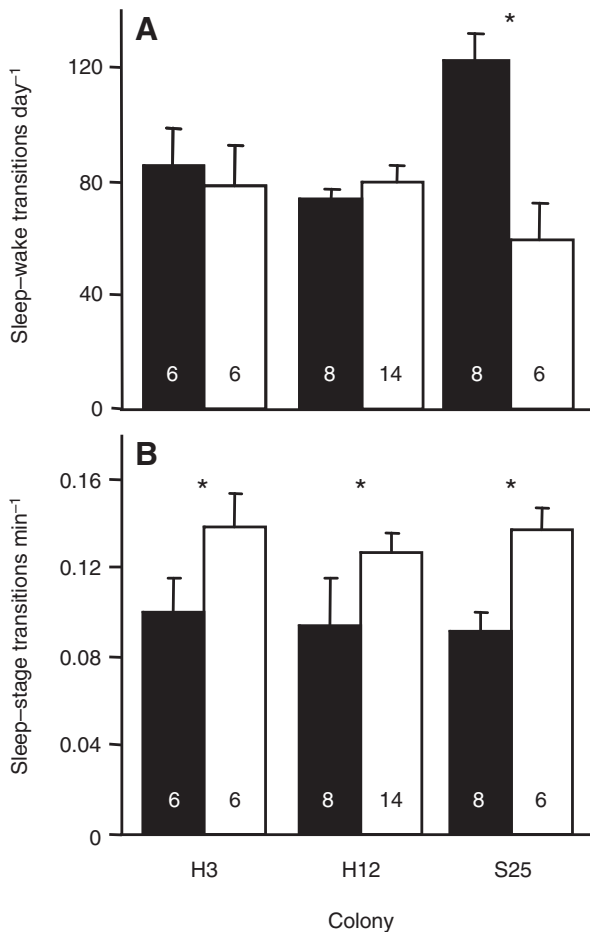 A
*
Sleep–wake transitions day⁻¹
120
80
40
0
6 6 8 14 8 6
B
* * *
Sleep–stage transitions min⁻¹
0.16
0.12
0.08
0.04
0
6 6 8 14 8 6
H3 H12 S25
Colony